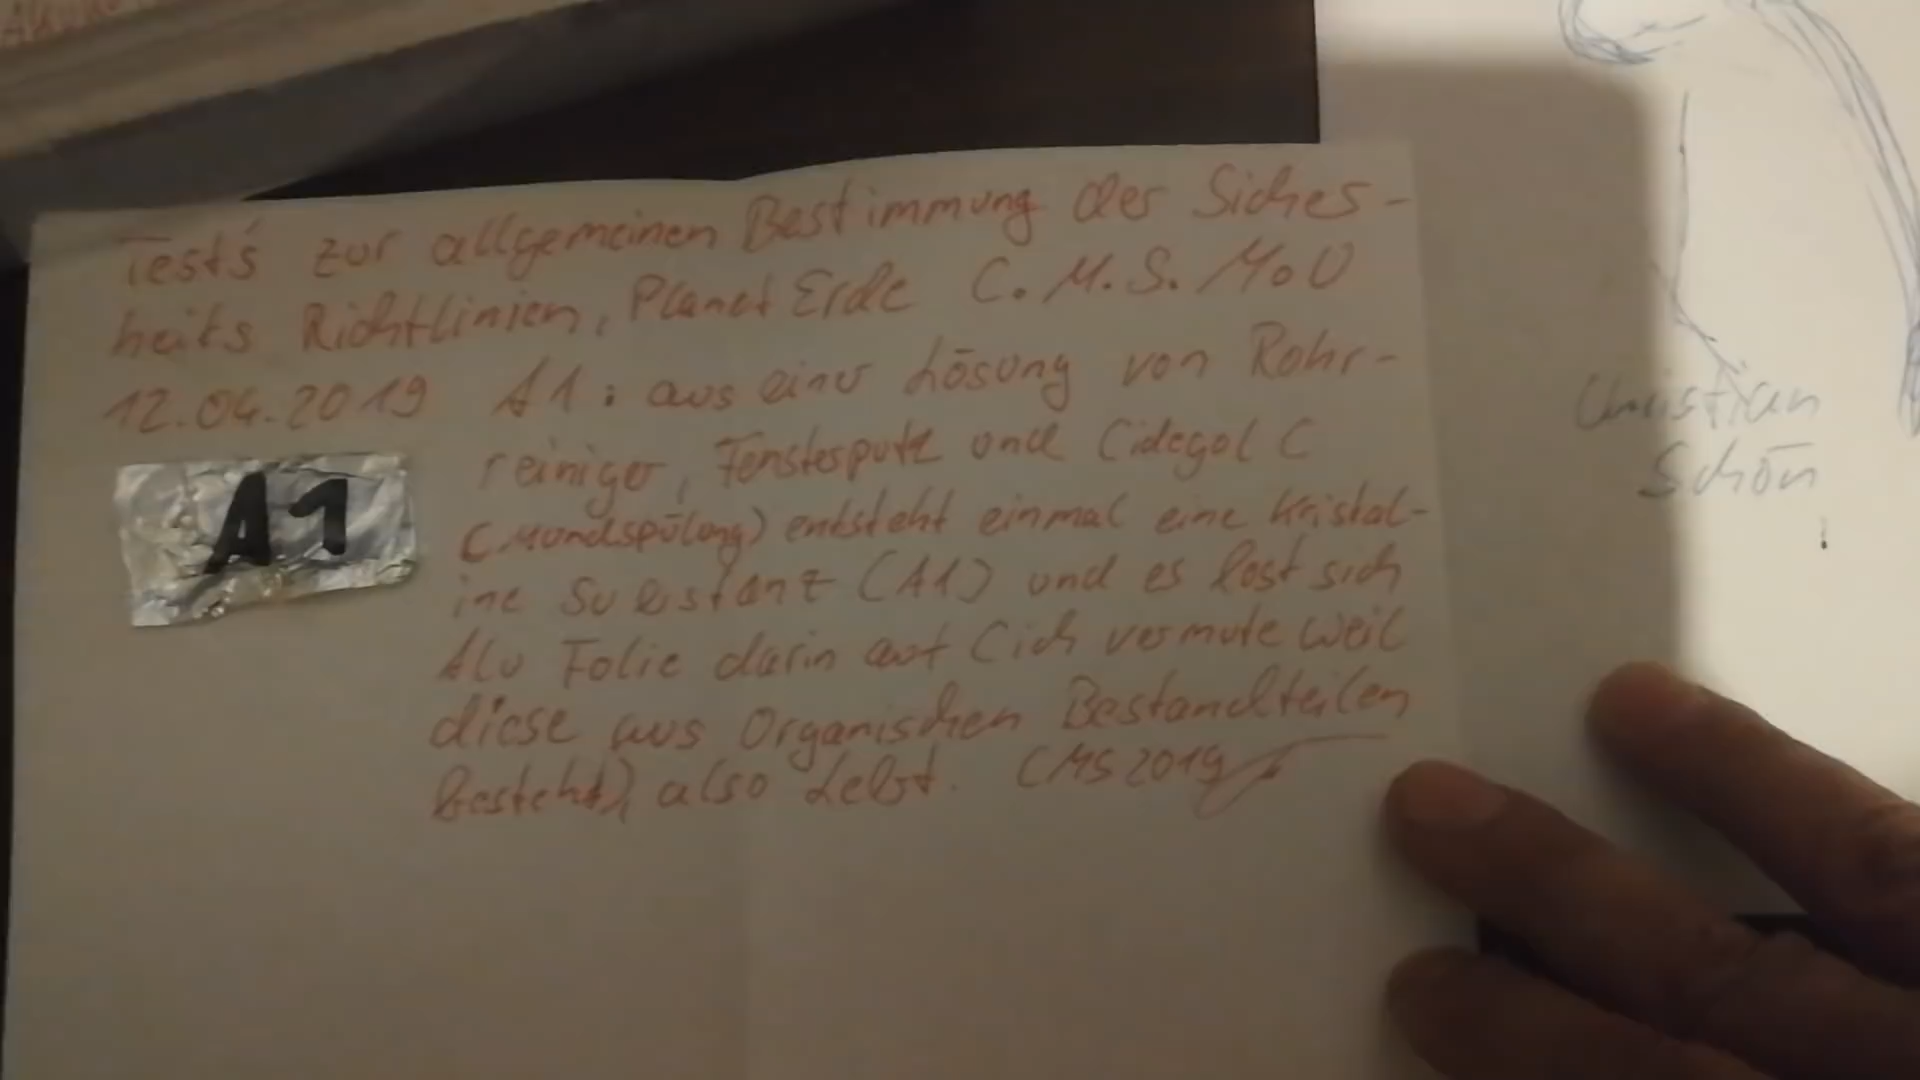 Test's zur allgemeinen Bestimmung der Sicher-
heits Richtlinien, Planet Erde C.M.S. MoU
12.04.2019 A1: aus einer Lösung von Rohr-
reiniger, Fensterputz und Cidegol C
(Mundspülung) entsteht einmal eine Kristal-
ine Substanz (A1) und es löst sich
Alu Folie darin auf (ich vermute weil
diese aus Organischen Bestandteilen
besteht), also Lebt. CMS 2019
A1
Christian
Schön